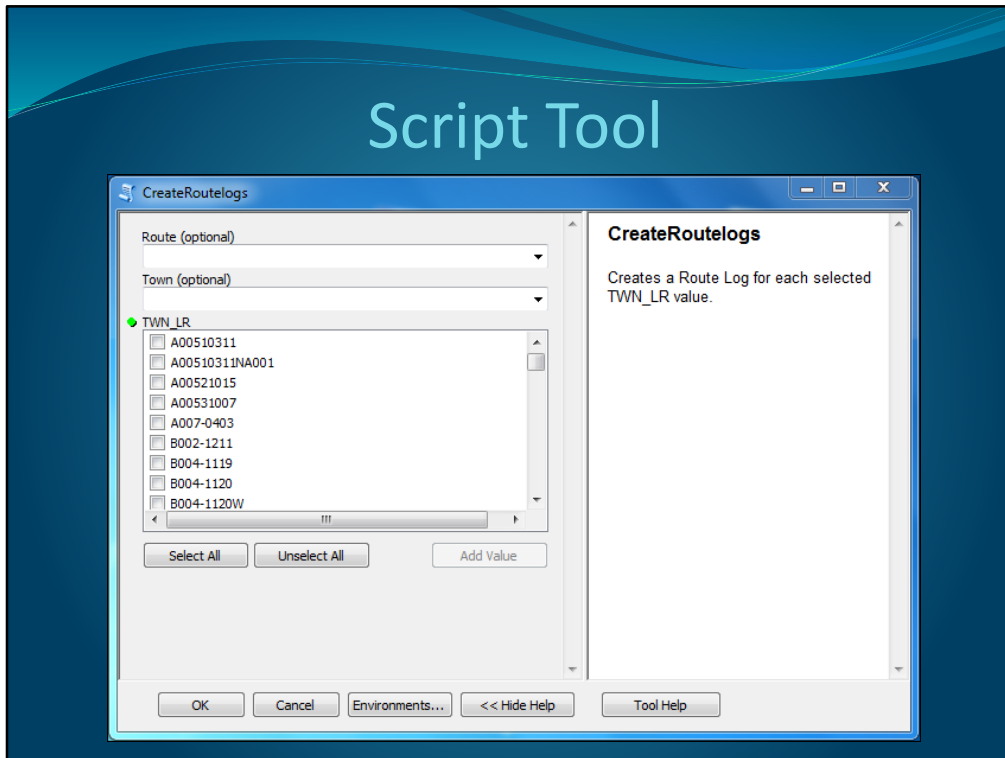 Script Tool
CreateRoutelogs
Route (optional)
Town (optional)
TWN_LR
A00510311
A00510311NA001
A00521015
A00531007
A007-0403
B002-1211
B004-1119
B004-1120
B004-1120W
Select All Unselect All Add Value
CreateRoutelogs
Creates a Route Log for each selected
TWN_LR value.
OK Cancel Environments... << Hide Help Tool Help